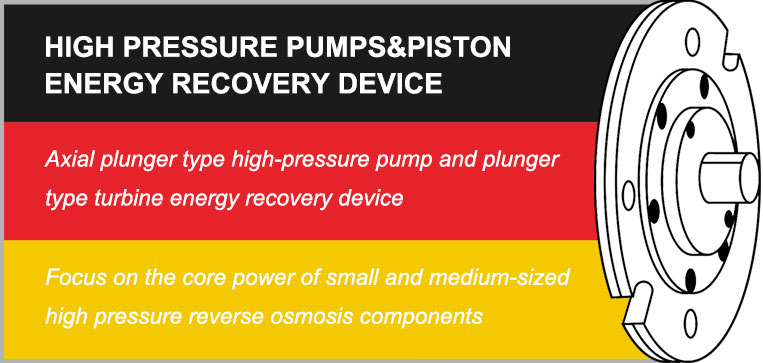 HIGH PRESSURE PUMPS&PISTON
ENERGY RECOVERY DEVICE
Axial plunger type high-pressure pump and plunger
type turbine energy recovery device
Focus on the core power of small and medium-sized
high pressure reverse osmosis components